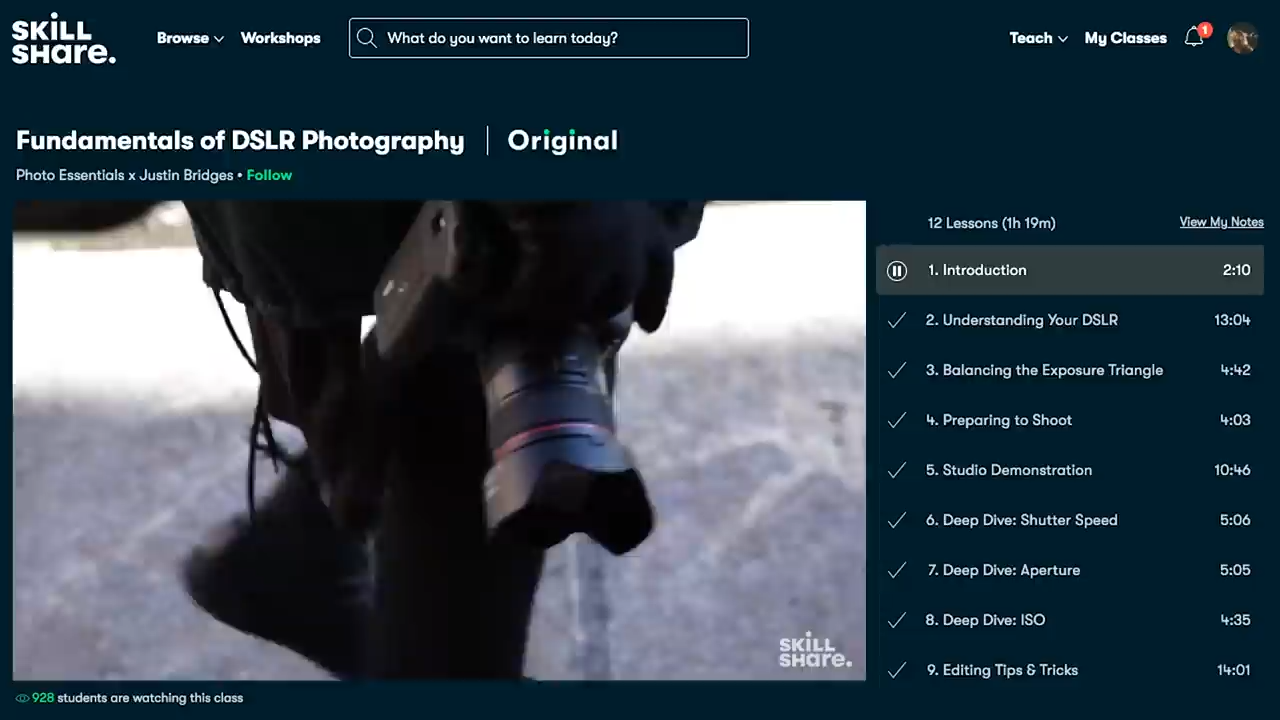 SKILL
SHARE.
Browse
Workshops
What do you want to learn today?
Teach
My Classes
1
Fundamentals of DSLR Photography | Original
Photo Essentials x Justin Bridges • Follow
12 Lessons (1h 19m)
View My Notes
1. Introduction 2:10
2. Understanding Your DSLR 13:04
3. Balancing the Exposure Triangle 4:42
4. Preparing to Shoot 4:03
5. Studio Demonstration 10:46
6. Deep Dive: Shutter Speed 5:06
7. Deep Dive: Aperture 5:05
8. Deep Dive: ISO 4:35
9. Editing Tips & Tricks 14:01
SKILL
SHARE.
928 students are watching this class